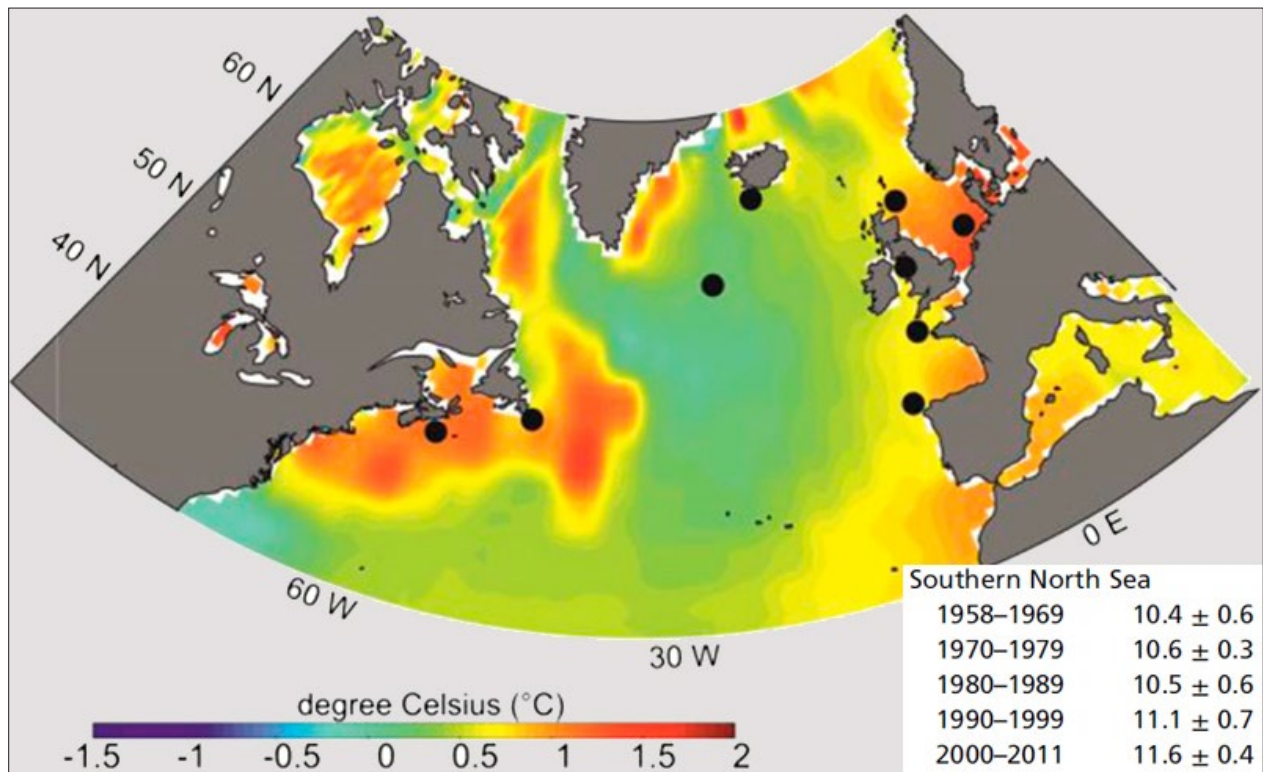 60 N
50 N
40 N
0 E
60 W
30 W
degree Celsius (°C)
-1.5 -1 -0.5 0 0.5 1 1.5 2
Southern North Sea
1958–1969 10.4 ± 0.6
1970–1979 10.6 ± 0.3
1980–1989 10.5 ± 0.6
1990–1999 11.1 ± 0.7
2000–2011 11.6 ± 0.4